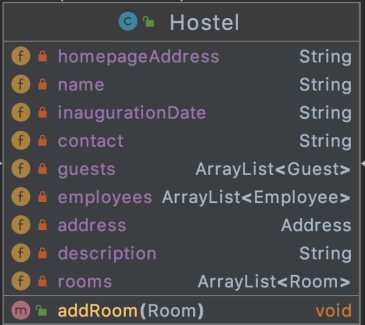 Hostel
homepageAddress String
name String
inaugurationDate String
contact String
guests ArrayList<Guest>
employees ArrayList<Employee>
address Address
description String
rooms ArrayList<Room>
addRoom(Room) void